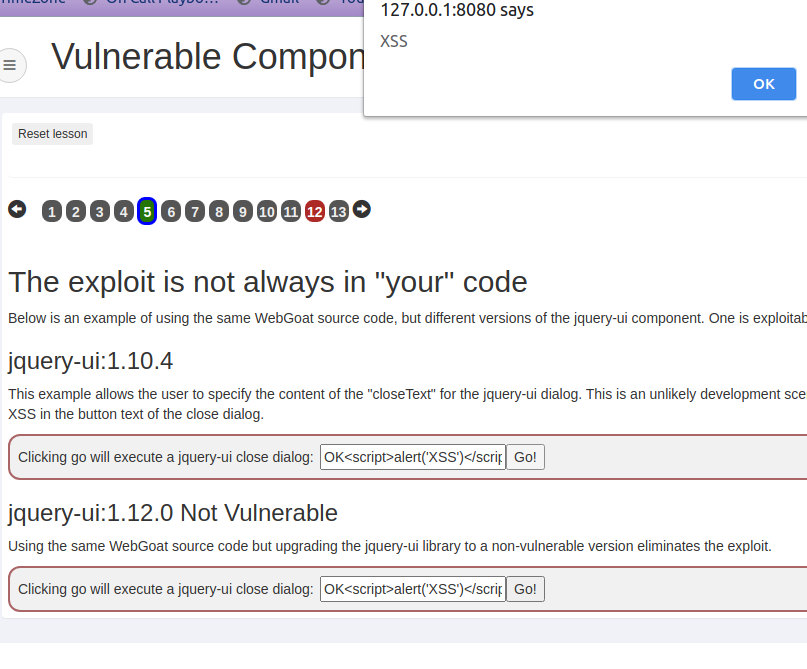 TimeZone On Call Playbo... Gmail You
127.0.0.1:8080 says
XSS
OK
Vulnerable Compon
Reset lesson
1 2 3 4 5 6 7 8 9 10 11 12 13
The exploit is not always in "your" code
Below is an example of using the same WebGoat source code, but different versions of the jquery-ui component. One is exploitab
jquery-ui:1.10.4
This example allows the user to specify the content of the "closeText" for the jquery-ui dialog. This is an unlikely development sce
XSS in the button text of the close dialog.
Clicking go will execute a jquery-ui close dialog: OK<script>alert('XSS')</scrip Go!
jquery-ui:1.12.0 Not Vulnerable
Using the same WebGoat source code but upgrading the jquery-ui library to a non-vulnerable version eliminates the exploit.
Clicking go will execute a jquery-ui close dialog: OK<script>alert('XSS')</scrip Go!